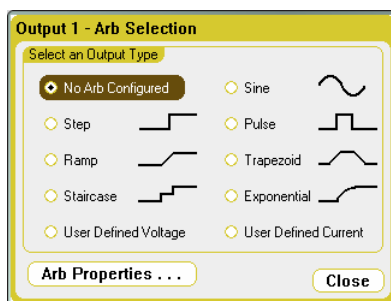 Output 1 - Arb Selection
Select an Output Type
No Arb Configured
Sine
Step
Pulse
Ramp
Trapezoid
Staircase
Exponential
User Defined Voltage
User Defined Current
Arb Properties . . .
Close